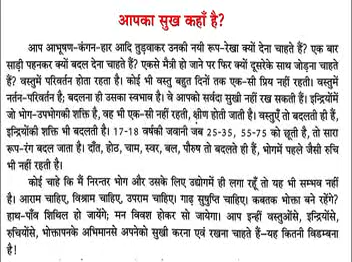 आपका सुख कहाँ है?
आप आभूषण-कंगन-हार आदि तुड़वाकर उनकी नयी रूप-रेखा क्यों देना चाहते हैं? एक बार
साड़ी पहनकर क्यों बदल देना चाहते हैं? एकसे मैत्री हो जाने पर फिर क्यों दूसरेके साथ जोड़ना चाहते
हैं? वस्तुमें परिवर्तन होता रहता है। कोई भी वस्तु बहुत दिनों तक एक-सी प्रिय नहीं रहती। वस्तुमें
नर्तन-परिवर्तन है; बदलना ही उसका स्वभाव है। वे आपको सर्वदा सुखी नहीं रख सकती हैं। इन्द्रियोंमें
जो भोग-उपभोगकी शक्ति है, वह भी एक-सी नहीं रहती, क्षीण होती जाती है। वस्तुएँ तो बदलती ही हैं,
इन्द्रियोंकी शक्ति भी बदलती है। 17-18 वर्षकी जवानी जब 25-35, 55-75 को छूती है, तो सारा
रूप-रंग बदल जाता है। दाँत, होठ, चाम, स्वर, बल, पौरुष तो बदलते ही हैं, भोगमें पहले जैसी रुचि
भी नहीं रहती है।
कोई चाहे कि मैं निरन्तर भोग और उसके लिए उद्योगमें ही लगा रहूँ तो यह भी सम्भव नहीं
है। आराम चाहिए, विश्राम चाहिए, उपराम चाहिए। गाढ़ सुषुप्ति चाहिए। कबतक भोक्ता बने रहेंगे?
हाथ-पाँव शिथिल हो जायेंगे; मन विवश होकर सो जायेगा। आप इन्हीं वस्तुओंसे, इन्द्रियोंसे,
रुचियोंसे, भोक्तापनके अभिमानसे अपनेको सुखी करना एवं रखना चाहते हैं—यह कितनी विडम्बना
है!